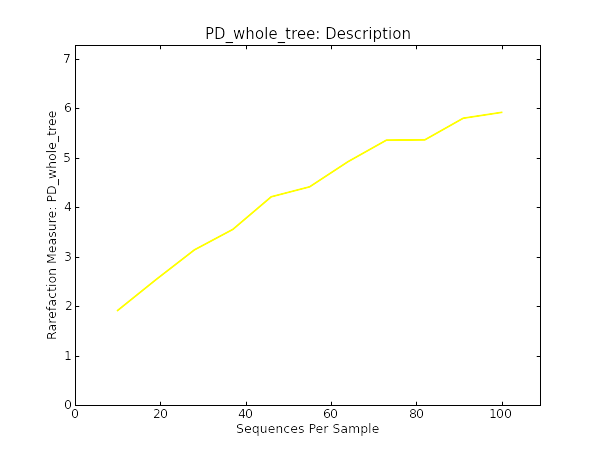 PD_whole_tree: Description
Rarefaction Measure: PD_whole_tree
7
6
5
4
3
2
1
0
0 20 40 60 80 100
Sequences Per Sample